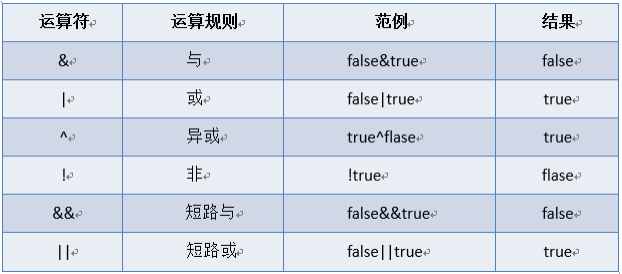 运算符 运算规则 范例 结果
& 与 false&true false
| 或 false|true true
^ 异或 true^flase true
! 非 !true flase
&& 短路与 false&&true false
|| 短路或 false||true true